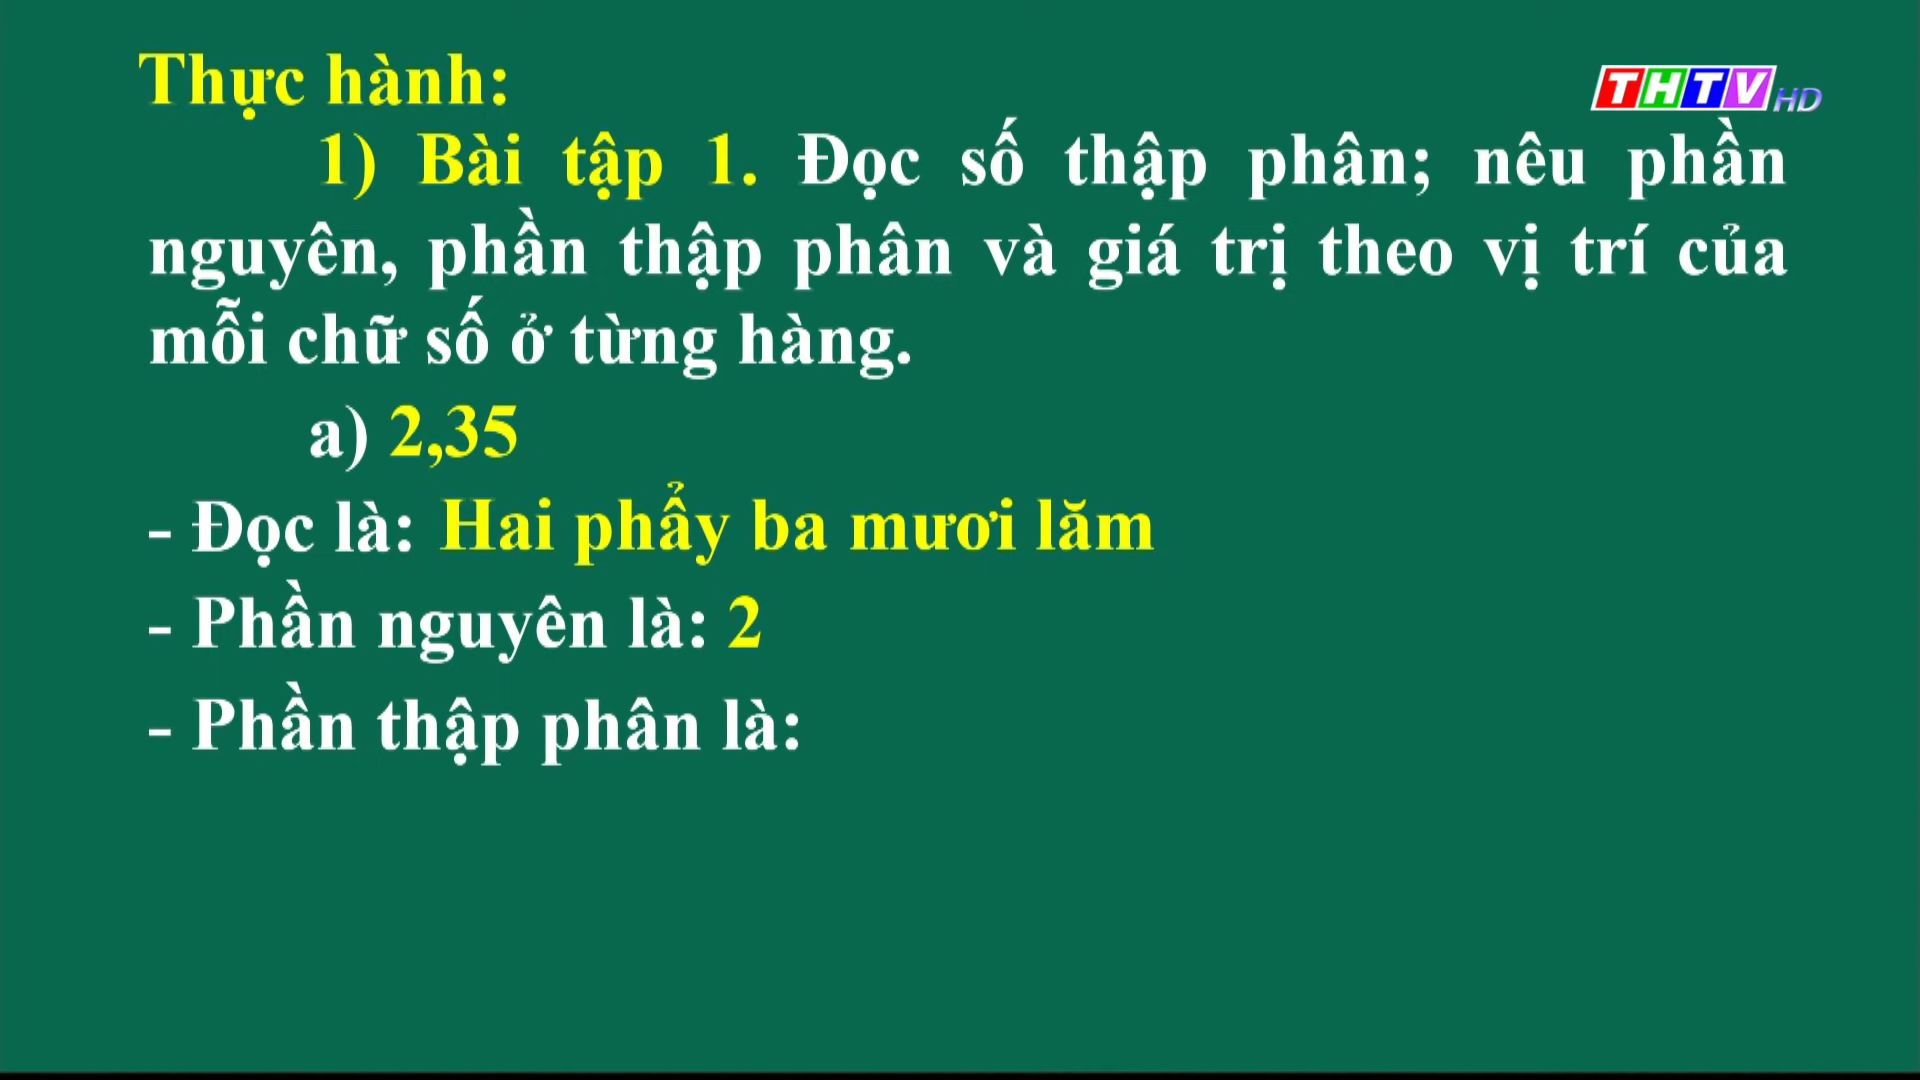 Thực hành:
THTV HD
1) Bài tập 1. Đọc số thập phân; nêu phần
nguyên, phần thập phân và giá trị theo vị trí của
mỗi chữ số ở từng hàng.
a) 2,35
- Đọc là: Hai phẩy ba mươi lăm
- Phần nguyên là: 2
- Phần thập phân là: